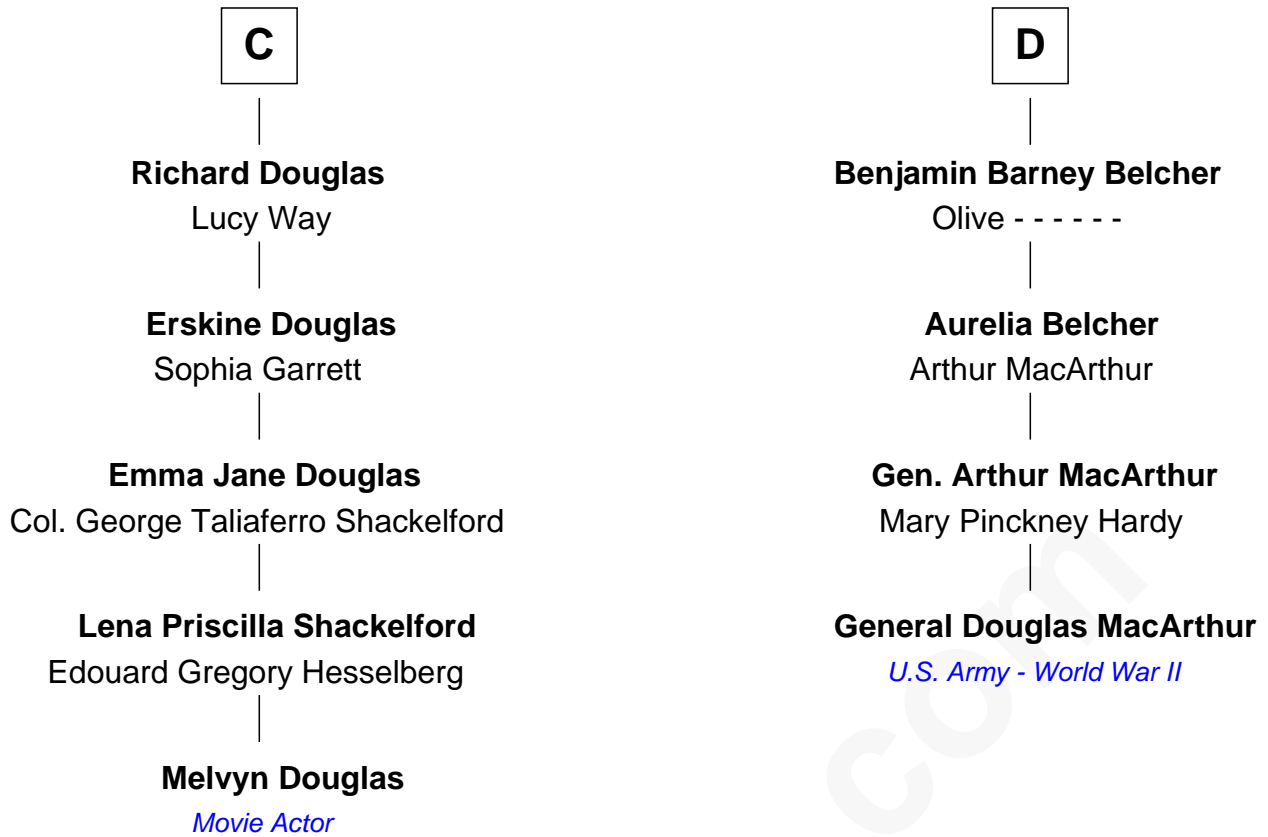 C
Richard Douglas
Lucy Way
Erskine Douglas
Sophia Garrett
Emma Jane Douglas
Col. George Taliaferro Shackelford
Lena Priscilla Shackelford
Edouard Gregory Hesselberg
Melvyn Douglas
Movie Actor
D
Benjamin Barney Belcher
Olive - - - - - -
Aurelia Belcher
Arthur MacArthur
Gen. Arthur MacArthur
Mary Pinckney Hardy
General Douglas MacArthur
U.S. Army - World War II
com